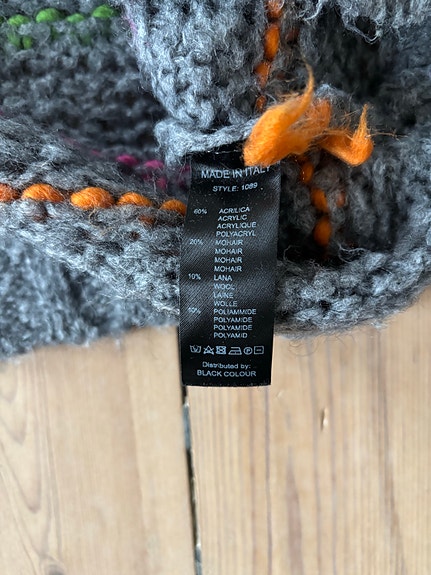 MADE IN ITALY
STYLE: 1089
60% ACRILICA
ACRYLIC
ACRYLIQUE
POLYACRYL
20% MOHAIR
MOHAIR
MOHAIR
MOHAIR
10% LANA
WOOL
LAINE
WOLLE
10% POLIAMMIDE
POLYAMIDE
POLYAMIDE
POLYAMID
Distributed by:
BLACK COLOUR